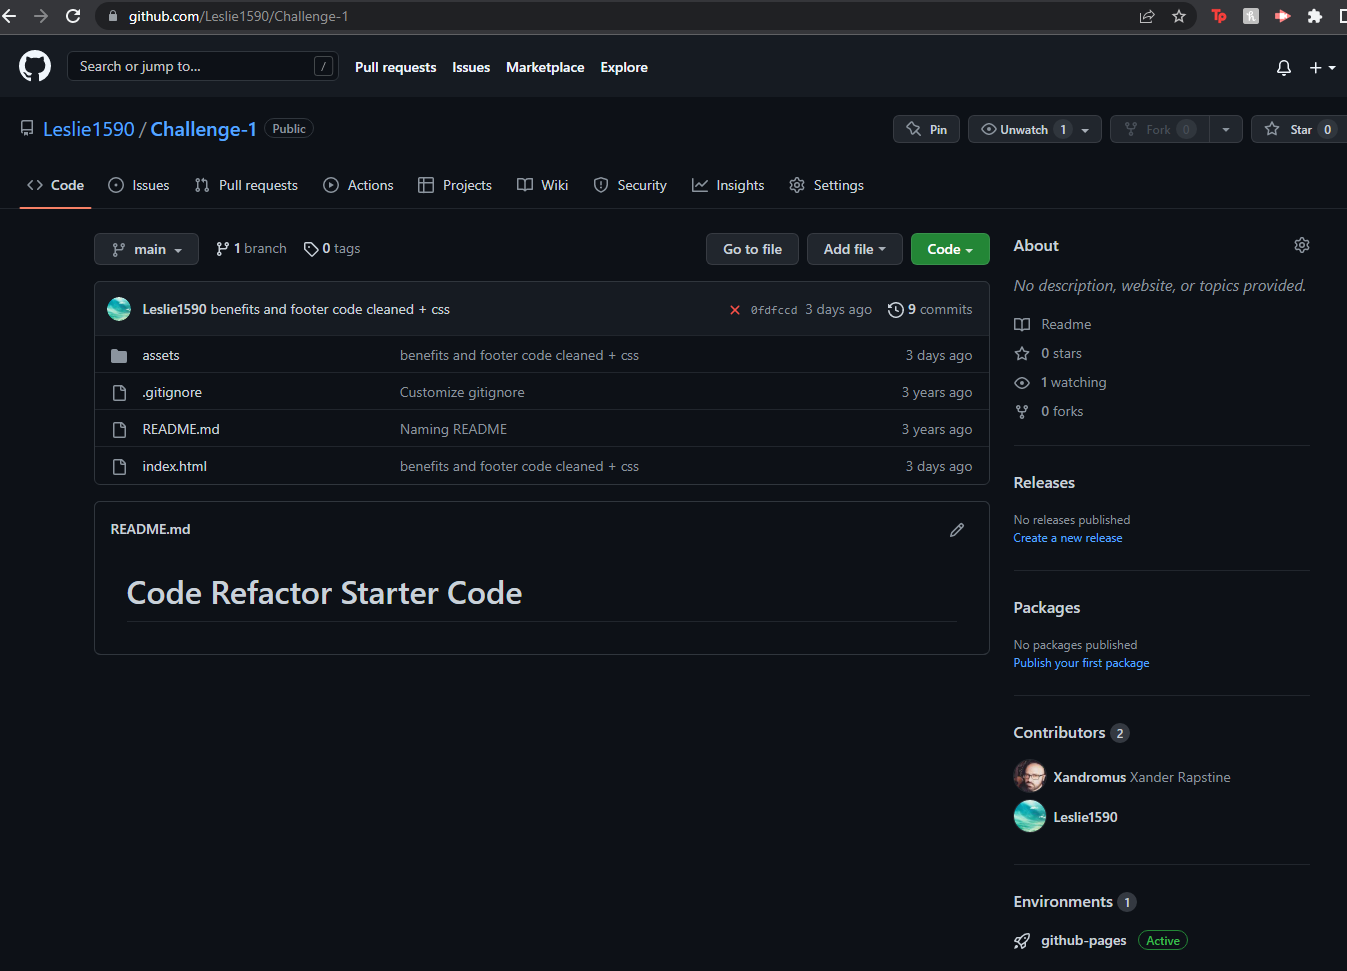 github.com/Leslie1590/Challenge-1
Search or jump to... /
Pull requests Issues Marketplace Explore
Leslie1590 / Challenge-1 Public
Pin Unwatch 1 Fork 0 Star 0
Code Issues Pull requests Actions Projects Wiki Security Insights Settings
main 1 branch 0 tags Go to file Add file Code
Leslie1590 benefits and footer code cleaned + css 0fdfccd 3 days ago 9 commits
assets benefits and footer code cleaned + css 3 days ago
.gitignore Customize gitignore 3 years ago
README.md Naming README 3 years ago
index.html benefits and footer code cleaned + css 3 days ago
README.md
Code Refactor Starter Code
About
No description, website, or topics provided.
Readme
0 stars
1 watching
0 forks
Releases
No releases published
Create a new release
Packages
No packages published
Publish your first package
Contributors 2
Xandromus Xander Rapstine
Leslie1590
Environments 1
github-pages Active